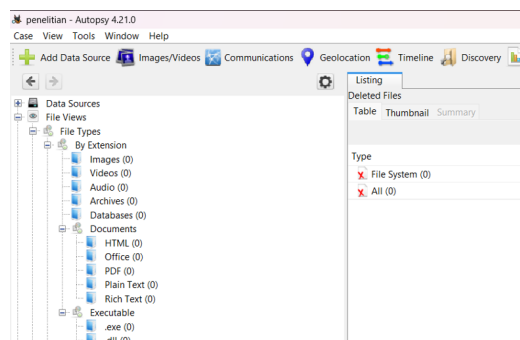 penelitian - Autopsy 4.21.0
Case View Tools Window Help
Add Data Source Images/Videos Communications Geolocation Timeline Discovery
Listing
Deleted Files
Table Thumbnail Summary
Type
File System (0)
All (0)
Data Sources
File Views
File Types
By Extension
Images (0)
Videos (0)
Audio (0)
Archives (0)
Databases (0)
Documents
HTML (0)
Office (0)
PDF (0)
Plain Text (0)
Rich Text (0)
Executable
.exe (0)
.dll (0)